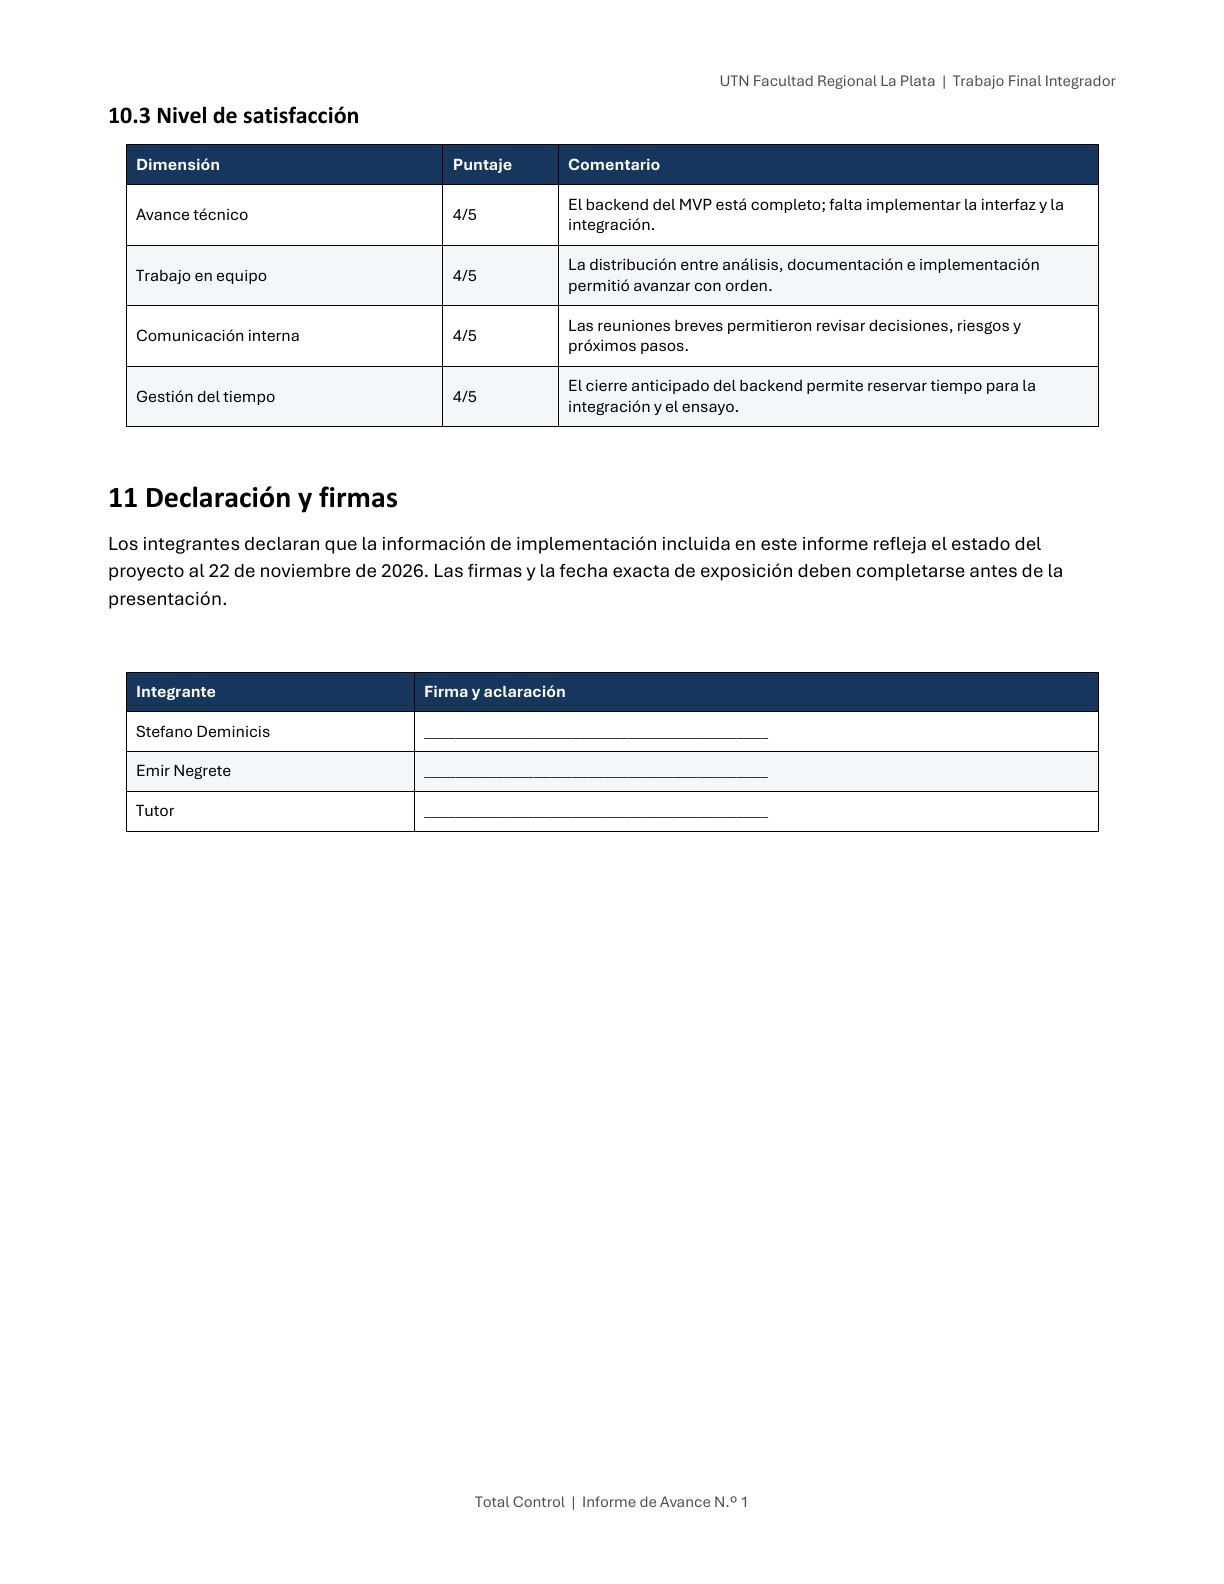 UTN Facultad Regional La Plata | Trabajo Final Integrador
10.3 Nivel de satisfacción
Dimensión Puntaje Comentario
Avance técnico 4/5 El backend del MVP está completo; falta implementar la interfaz y la
integración.
Trabajo en equipo 4/5 La distribución entre análisis, documentación e implementación
permitió avanzar con orden.
Comunicación interna 4/5 Las reuniones breves permitieron revisar decisiones, riesgos y
próximos pasos.
Gestión del tiempo 4/5 El cierre anticipado del backend permite reservar tiempo para la
integración y el ensayo.
11 Declaración y firmas
Los integrantes declaran que la información de implementación incluida en este informe refleja el estado del
proyecto al 22 de noviembre de 2026. Las firmas y la fecha exacta de exposición deben completarse antes de la
presentación.
Integrante Firma y aclaración
Stefano Deminicis ____________________________________________
Emir Negrete ____________________________________________
Tutor ____________________________________________
Total Control | Informe de Avance N.º 1